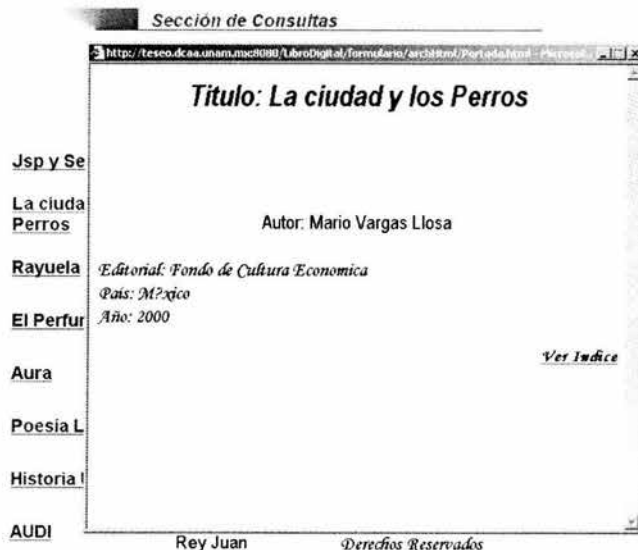 Sección de Consultas
http://teseo.dcaa.unam.mx:8080/LibroDigital/formulario/archHtml/Portada.html - Microsof
Titulo: La ciudad y los Perros
Jsp y Se
La ciuda
Perros
Autor: Mario Vargas Llosa
Rayuela
Editorial: Fondo de Cultura Economica
País: M?xico
El Perfur
Año: 2000
Ver Indice
Aura
Poesía L
Historia
AUDI
Rey Juan
Derechos Reservados